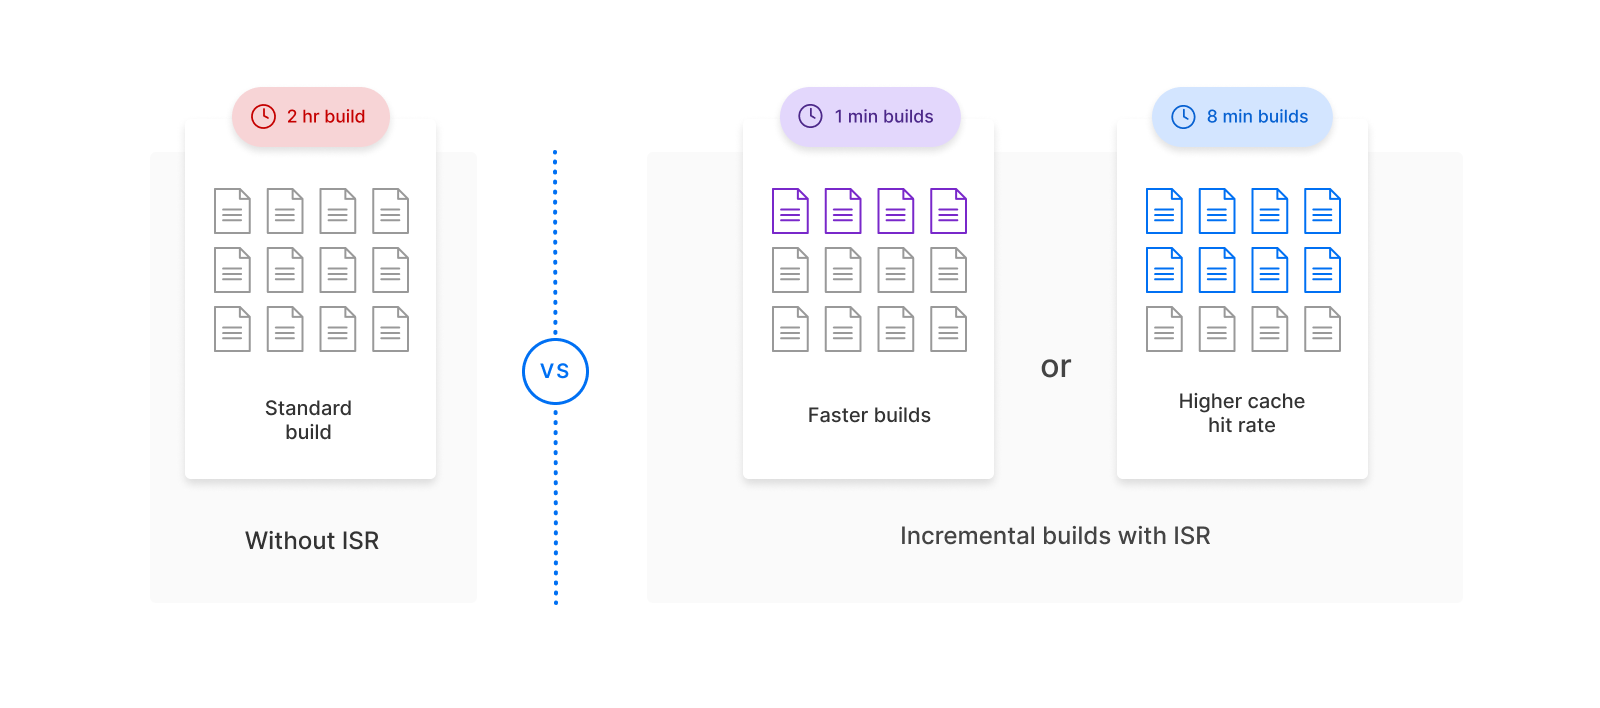 2 hr build
Standard
build
Without ISR
VS
1 min builds
Faster builds
or
8 min builds
Higher cache
hit rate
Incremental builds with ISR